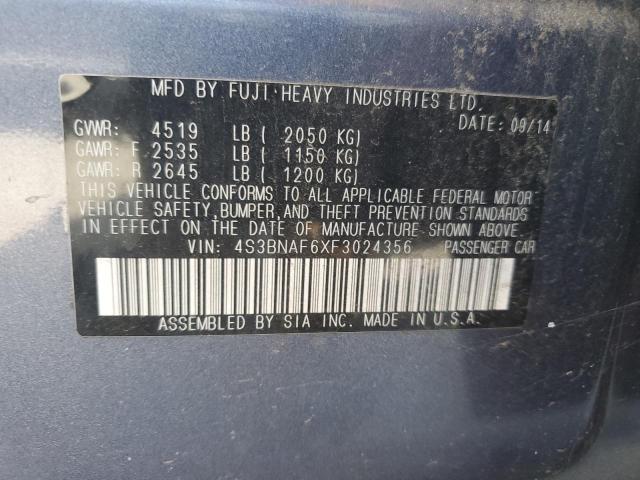 MFD BY FUJI HEAVY INDUSTRIES LTD.
DATE: 09/14
GVWR: 4519 LB ( 2050 KG)
GAWR: F 2535 LB ( 1150 KG)
GAWR: R 2645 LB ( 1200 KG)
THIS VEHICLE CONFORMS TO ALL APPLICABLE FEDERAL MOTOR
VEHICLE SAFETY, BUMPER, AND THEFT PREVENTION STANDARDS
IN EFFECT ON THE DATE OF MANUFACTURE SHOWN ABOVE.
VIN: 4S3BNAF6XF3024356 PASSENGER CAR
ASSEMBLED BY SIA INC. MADE IN U.S.A.